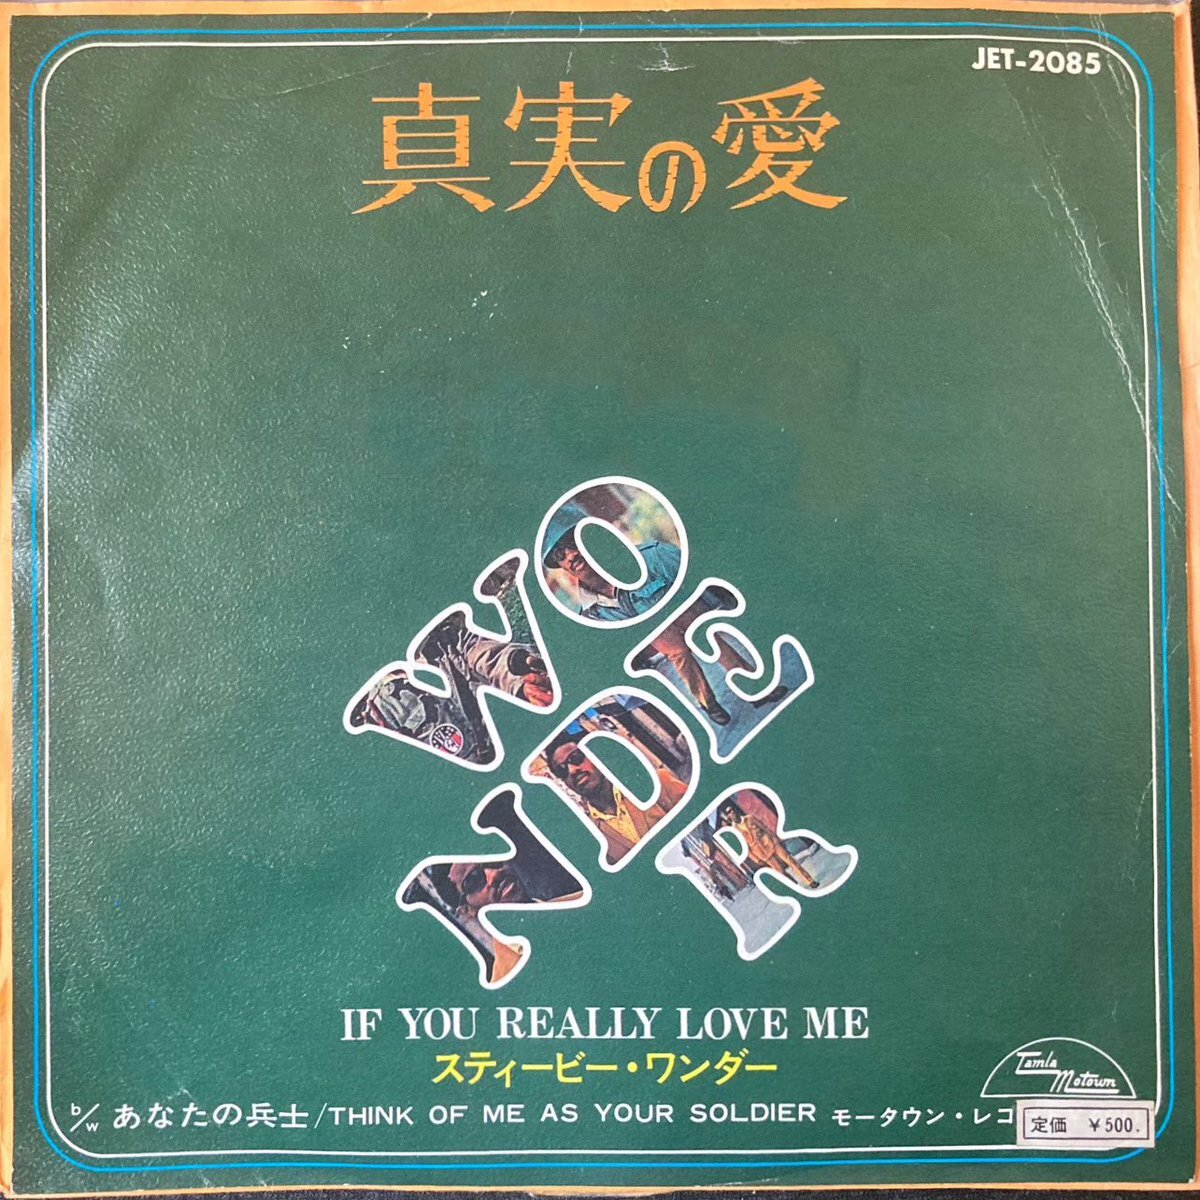 JET-2085
真実の愛
WONDER
IF YOU REALLY LOVE ME
スティービー・ワンダー
Tamla Motown
b/w あなたの兵士/THINK OF ME AS YOUR SOLDIER モータウン・レコ
定価 ¥500.